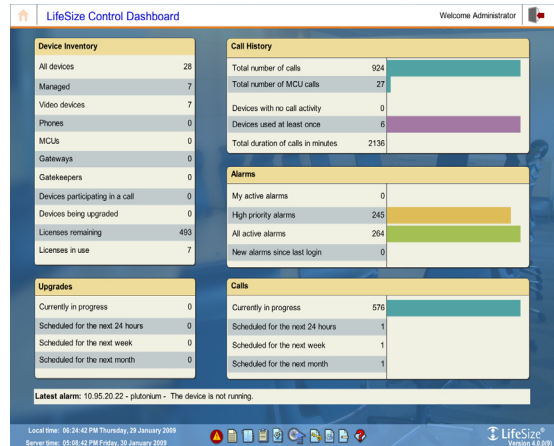 LifeSize Control Dashboard
Welcome Administrator
Device Inventory
All devices 28
Managed 7
Video devices 7
Phones 0
MCUs 0
Gateways 0
Gatekeepers 0
Devices participating in a call 0
Devices being upgraded 0
Licenses remaining 493
Licenses in use 7
Call History
Total number of calls 924
Total number of MCU calls 27
Devices with no call activity 0
Devices used at least once 6
Total duration of calls in minutes 2136
Alarms
My active alarms 0
High priority alarms 245
All active alarms 264
New alarms since last login 0
Upgrades
Currently in progress 0
Scheduled for the next 24 hours 0
Scheduled for the next week 0
Scheduled for the next month 0
Calls
Currently in progress 576
Scheduled for the next 24 hours 1
Scheduled for the next week 1
Scheduled for the next month 1
Latest alarm: 10.95.20.22 - plutonium - The device is not running.
Local time: 06:24:42 PM Thursday, 29 January 2009
Server time: 05:08:42 PM Friday, 30 January 2009
LifeSize®
Version 4.0.0(9)